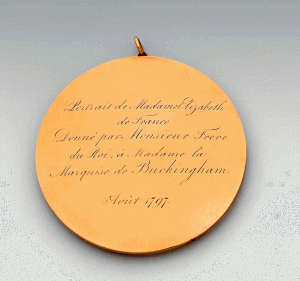 Portrait de Madame Elizabeth
de France
Donné par Monsieur Frère
du Roi, à Madame la
Marquise de Buckingham.
Août 1797.